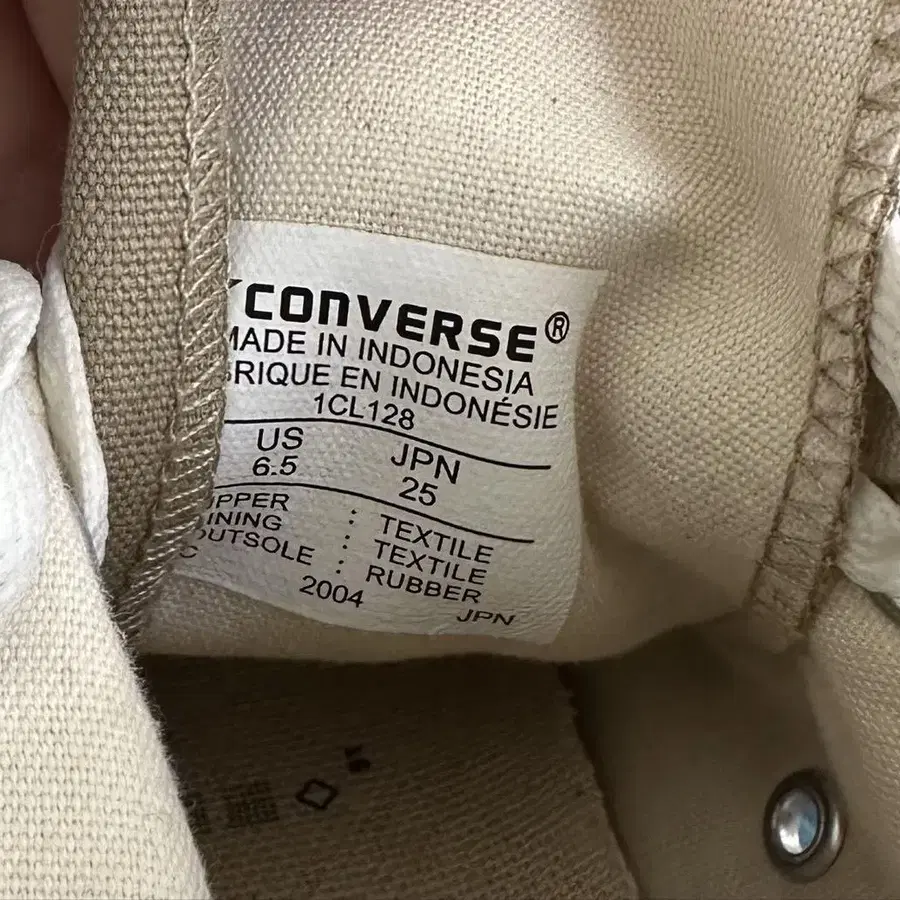 CONVERSE®
MADE IN INDONESIA
BRIQUE EN INDONÉSIE
1CL128
US JPN
6.5 25
UPPER : TEXTILE
LINING : TEXTILE
OUTSOLE : RUBBER
C 2004 JPN